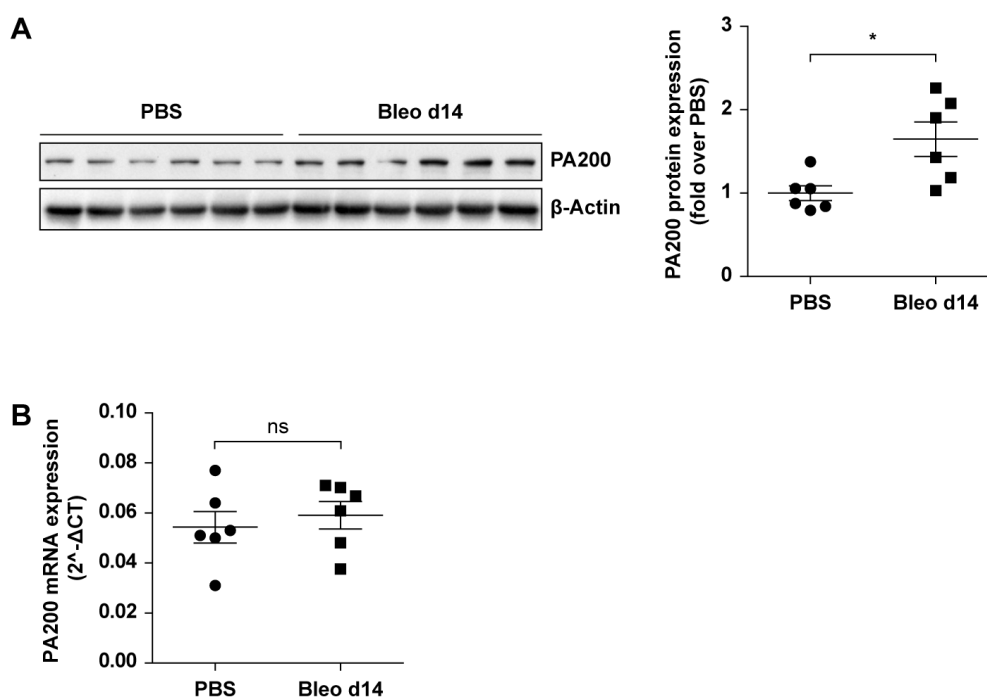 A
PBS
Bleo d14
PA200
β-Actin
PA200 protein expression
(fold over PBS)
3
2
1
0
*
PBS
Bleo d14
B
PA200 mRNA expression
(2^-ΔCT)
0.10
0.08
0.06
0.04
0.02
0.00
ns
PBS
Bleo d14